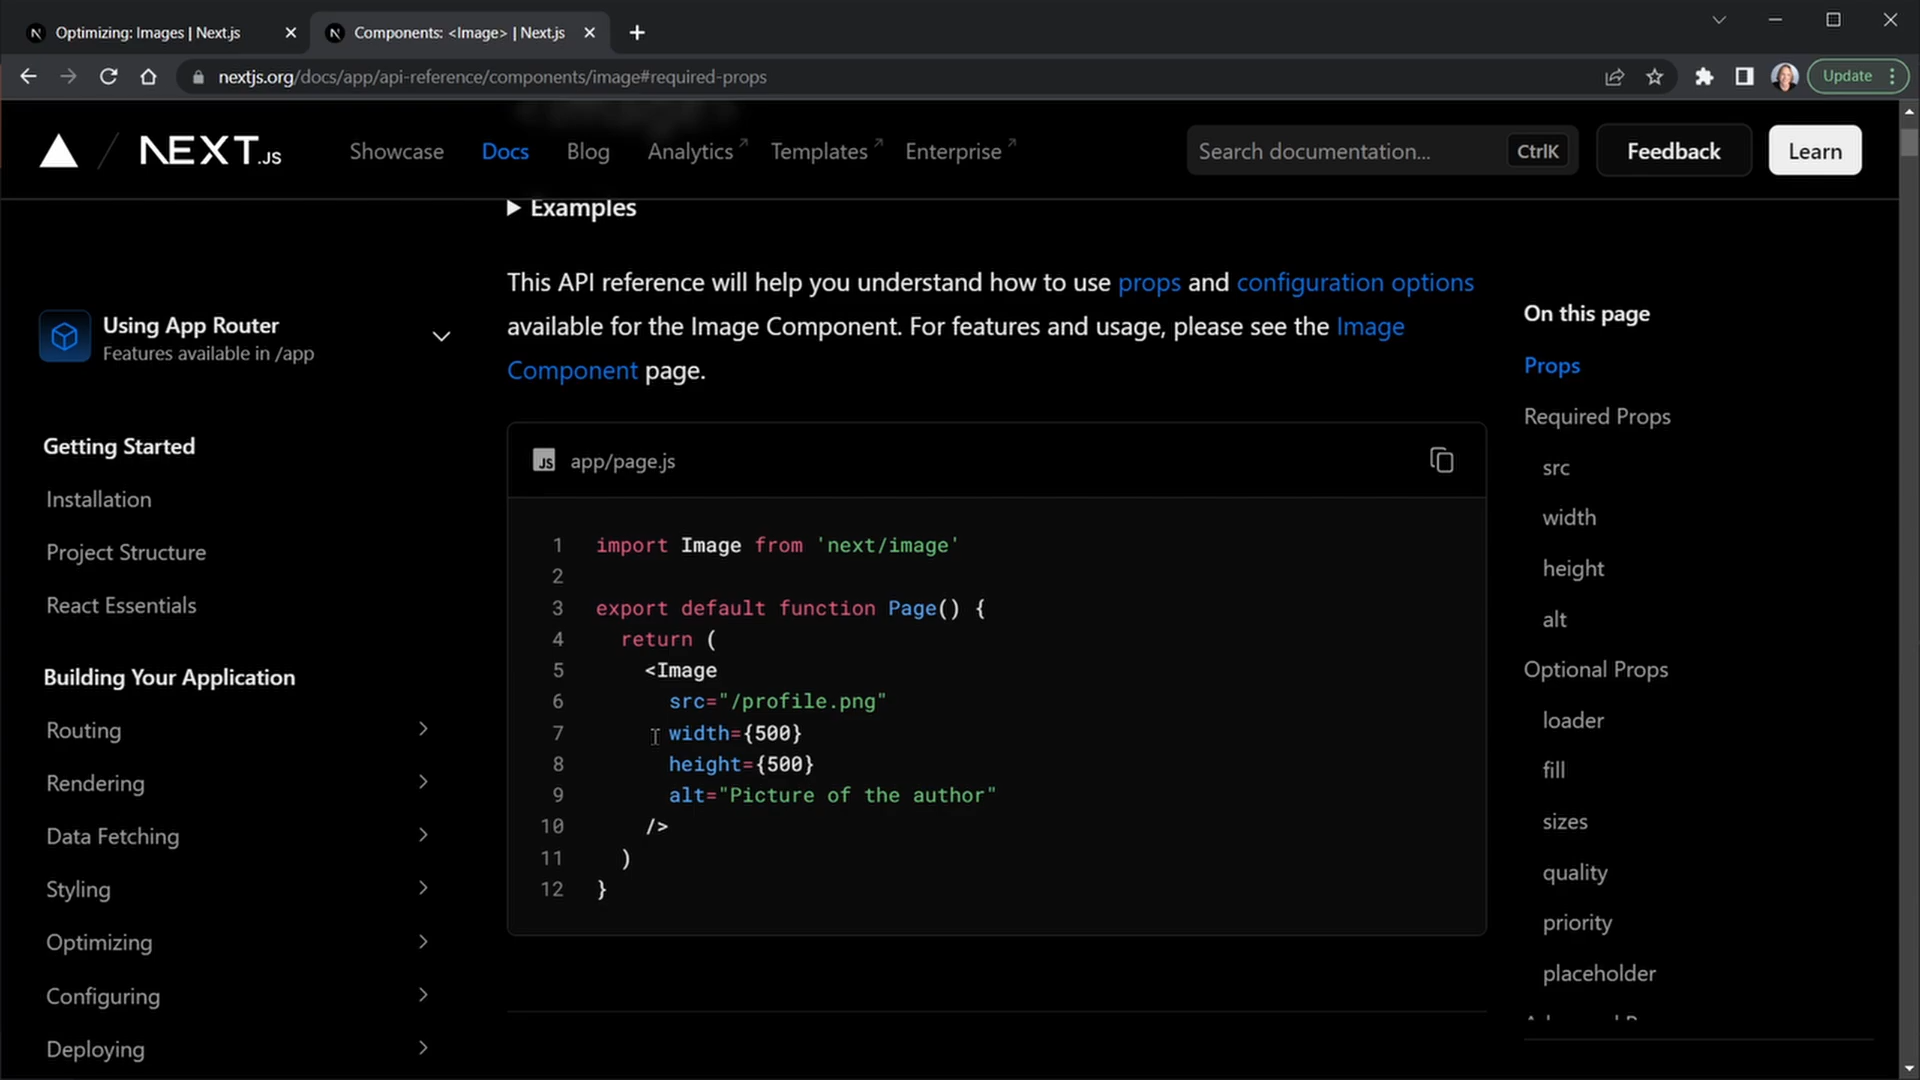 Optimizing: Images | Next.js
Components: <Image> | Next.js
nextjs.org/docs/app/api-reference/components/image#required-props
Update
NEXT.JS
Showcase
Docs
Blog
Analytics
Templates
Enterprise
Search documentation...
CtrlK
Feedback
Learn
Using App Router
Features available in /app
Getting Started
Installation
Project Structure
React Essentials
Building Your Application
Routing
Rendering
Data Fetching
Styling
Optimizing
Configuring
Deploying
Examples
This API reference will help you understand how to use props and configuration options
available for the Image Component. For features and usage, please see the Image
Component page.
JS app/page.js
1 import Image from 'next/image'
2
3 export default function Page() {
4 return (
5 <Image
6 src="/profile.png"
7 width={500}
8 height={500}
9 alt="Picture of the author"
10 />
11 )
12 }
On this page
Props
Required Props
src
width
height
alt
Optional Props
loader
fill
sizes
quality
priority
placeholder